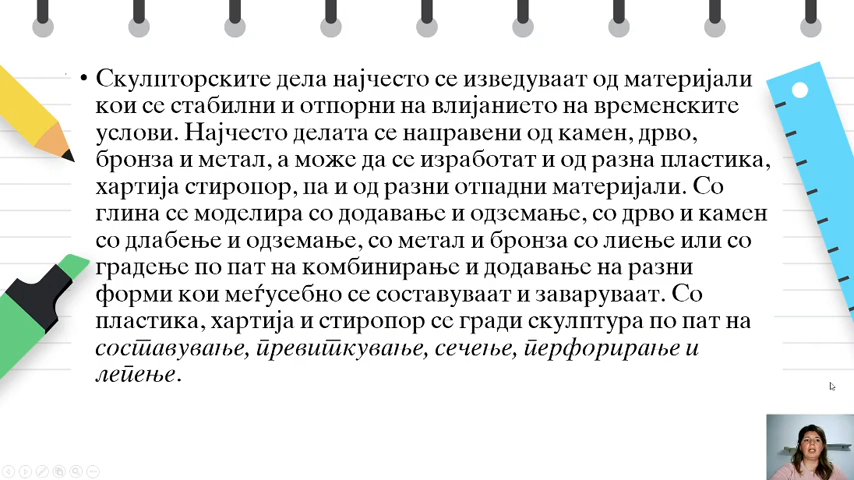 • Скулпторските дела најчесто се изведуваат од материјали
кои се стабилни и отпорни на влијанието на временските
услови. Најчесто делата се направени од камен, дрво,
бронза и метал, а може да се изработат и од разна пластика,
хартија стиропор, па и од разни отпадни материјали. Со
глина се моделира со додавање и одземање, со дрво и камен
со длабење и одземање, со метал и бронза со лиење или со
градење по пат на комбинирање и додавање на разни
форми кои меѓусебно се составуваат и заваруваат. Со
пластика, хартија и стиропор се гради скулптура по пат на
составување, превиткување, сечење, перфорирање и
лепење.